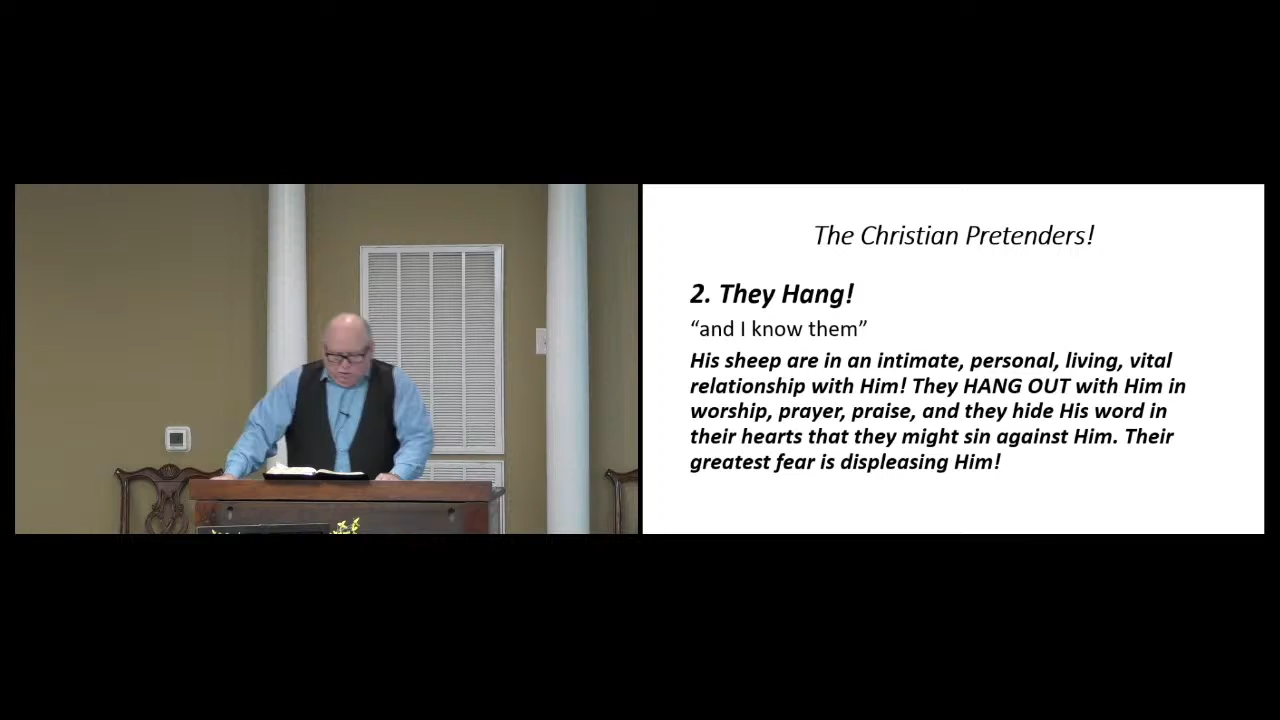 The Christian Pretenders!
2. They Hang!
“and I know them”
His sheep are in an intimate, personal, living, vital
relationship with Him! They HANG OUT with Him in
worship, prayer, praise, and they hide His word in
their hearts that they might sin against Him. Their
greatest fear is displeasing Him!